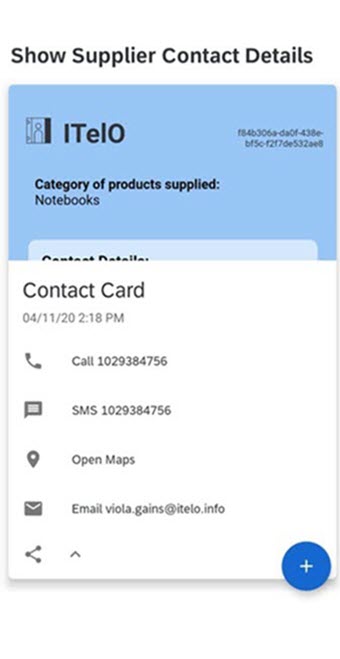 Show Supplier Contact Details
ITelO
f84b306a-da0f-438e-
bf5c-f2f7de532ae8
Category of products supplied:
Notebooks
Contact Details:
Contact Card
04/11/20 2:18 PM
Call 1029384756
SMS 1029384756
Open Maps
Email viola.gains@itelo.info